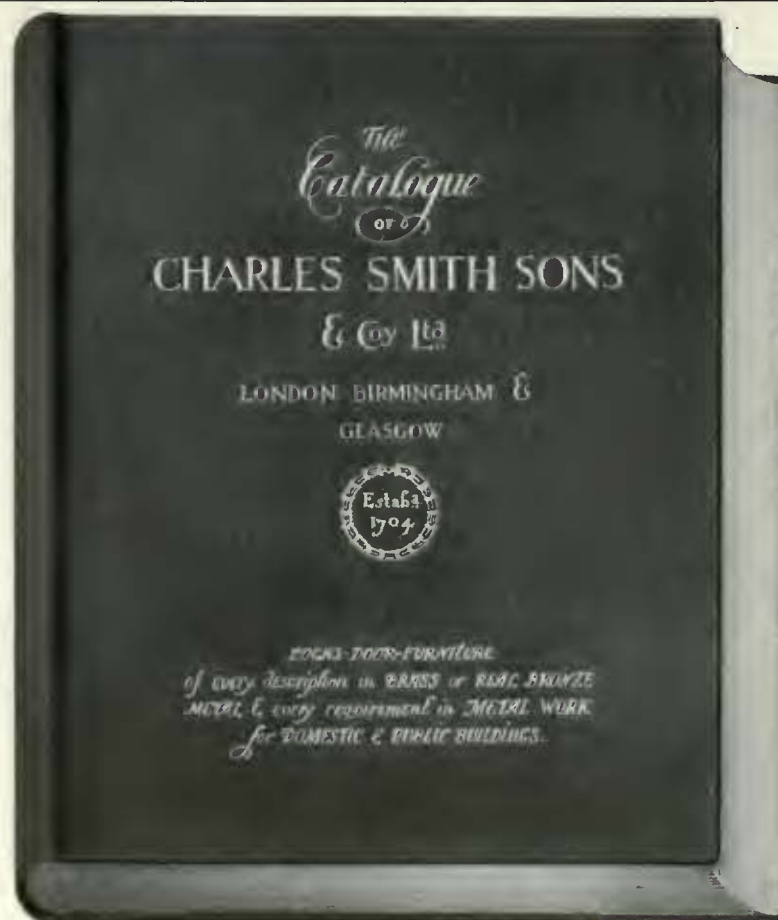 The
Catalogue
OF
CHARLES SMITH SONS
& Coy Ltd
LONDON BIRMINGHAM &
GLASGOW
Estabd
1704
LOCKS-DOOR-FURNITURE
of every description in BRASS or REAL BRONZE
METAL & every requirement in METAL WORK
for DOMESTIC & PUBLIC BUILDINGS.